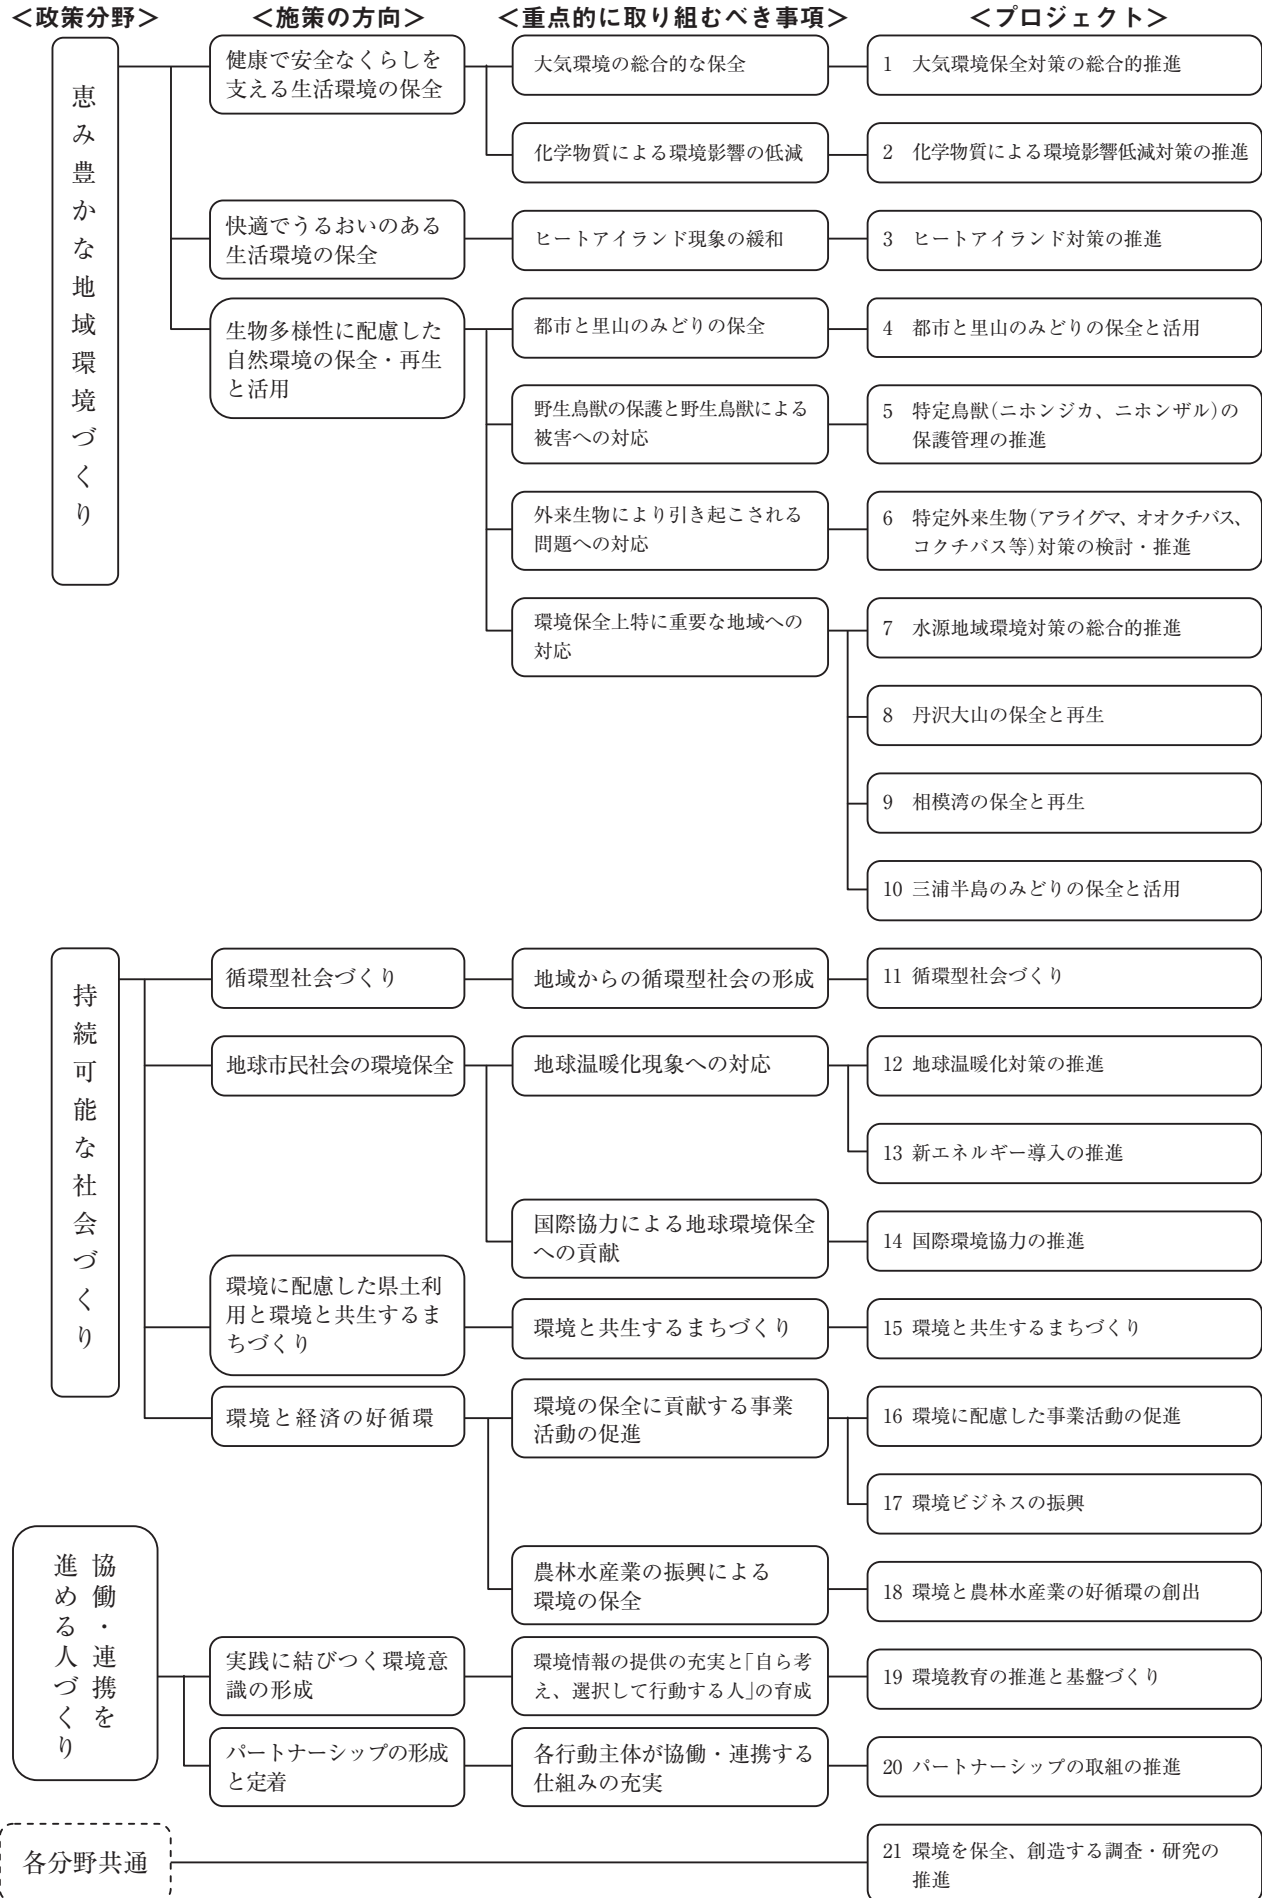 ＜政策分野＞
＜施策の方向＞
＜重点的に取り組むべき事項＞
＜プロジェクト＞
恵み豊かな地域環境づくり
健康で安全なくらしを
支える生活環境の保全
大気環境の総合的な保全
1 大気環境保全対策の総合的推進
化学物質による環境影響の低減
2 化学物質による環境影響低減対策の推進
快適でうるおいのある
生活環境の保全
ヒートアイランド現象の緩和
3 ヒートアイランド対策の推進
生物多様性に配慮した
自然環境の保全・再生
と活用
都市と里山のみどりの保全
4 都市と里山のみどりの保全と活用
野生鳥獣の保護と野生鳥獣による
被害への対応
5 特定鳥獣(ニホンジカ、ニホンザル)の
保護管理の推進
外来生物により引き起こされる
問題への対応
6 特定外来生物(アライグマ、オオクチバス、
コクチバス等)対策の検討・推進
環境保全上特に重要な地域への
対応
7 水源地域環境対策の総合的推進
8 丹沢大山の保全と再生
9 相模湾の保全と再生
10 三浦半島のみどりの保全と活用
持続可能な社会づくり
循環型社会づくり
地域からの循環型社会の形成
11 循環型社会づくり
地球市民社会の環境保全
地球温暖化現象への対応
12 地球温暖化対策の推進
13 新エネルギー導入の推進
国際協力による地球環境保全
への貢献
14 国際環境協力の推進
環境に配慮した県土利
用と環境と共生するま
ちづくり
環境と共生するまちづくり
15 環境と共生するまちづくり
環境と経済の好循環
環境の保全に貢献する事業
活動の促進
16 環境に配慮した事業活動の促進
17 環境ビジネスの振興
農林水産業の振興による
環境の保全
18 環境と農林水産業の好循環の創出
協働・連携を
進める人づくり
実践に結びつく環境意
識の形成
環境情報の提供の充実と「自ら考
え、選択して行動する人」の育成
19 環境教育の推進と基盤づくり
パートナーシップの形成
と定着
各行動主体が協働・連携する
仕組みの充実
20 パートナーシップの取組の推進
各分野共通
21 環境を保全、創造する調査・研究の
推進